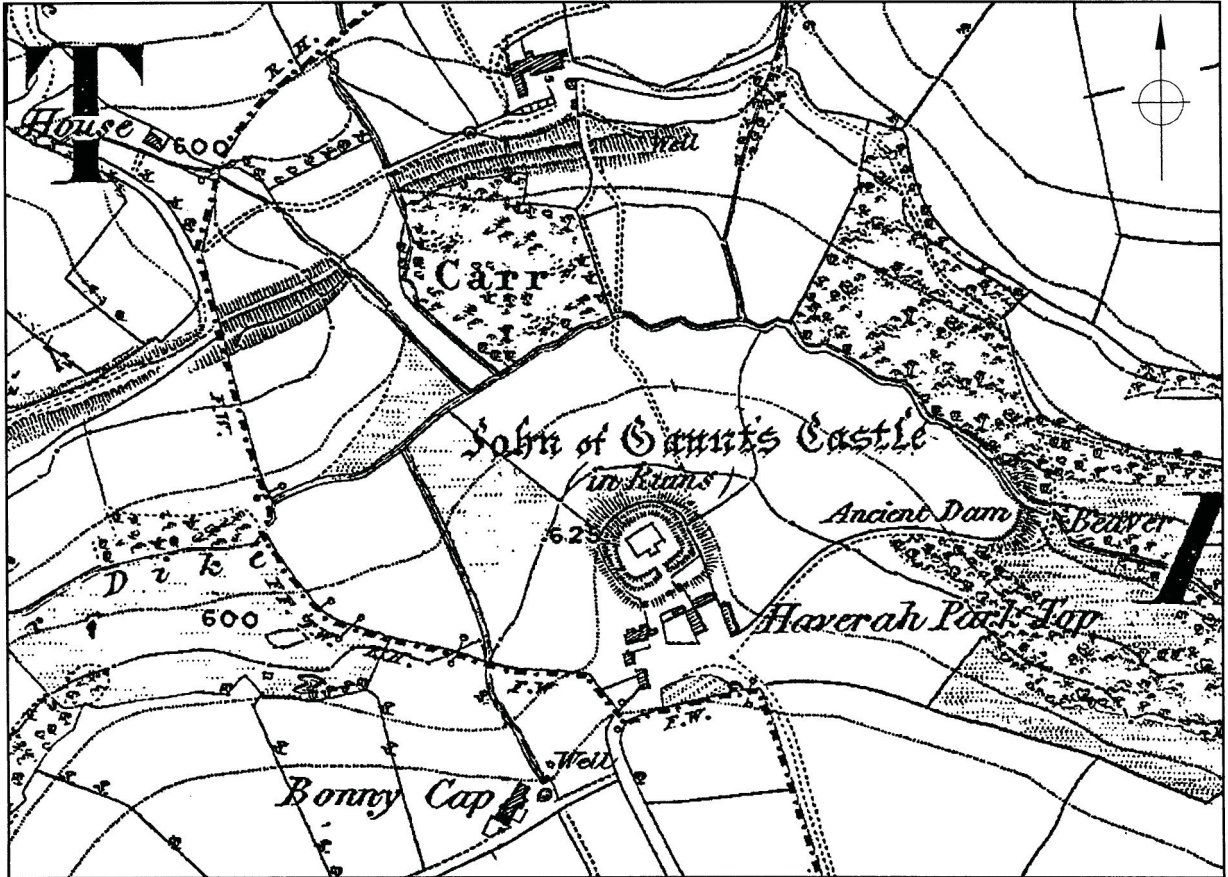 T
R.H.
House
600
Well
Carr
F.W.
John of Gaunt's Castle
(in Ruins)
.625
Ancient Dam
Beaver
Dike
F.W.
600
R.H.
Haverah Park Top
F.W.
F.W.
Well
Bonny Cap